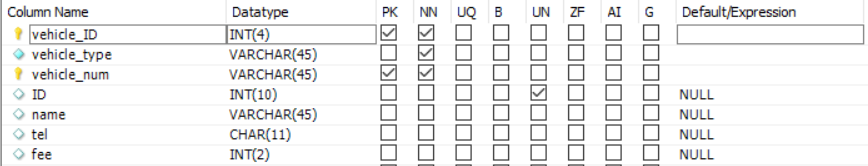 Column Name Datatype PK NN UQ B UN ZF AI G Default/Expression
vehicle_ID INT(4)
vehicle_type VARCHAR(45)
vehicle_num VARCHAR(45)
ID INT(10) NULL
name VARCHAR(45) NULL
tel CHAR(11) NULL
fee INT(2) NULL